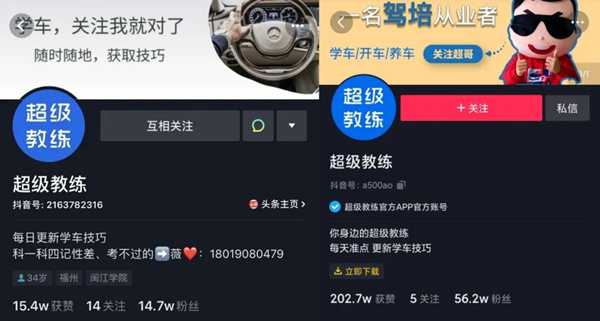 学车，关注我就对了
随时随地，获取技巧
超级
教练
互相关注
超级教练
抖音号: 2163782316
头条主页
每日更新学车技巧
科一科四记性差、考不过的➡️薇❤️: 18019080479
34岁 福州 闽江学院
15.4w 获赞 14 关注 14.7w 粉丝
一名驾培从业者
学车/开车/养车 关注超哥
超级
教练
+ 关注 私信
超级教练
抖音号: a500ao
超级教练官方APP官方账号
你身边的超级教练
每天准点 更新学车技巧
立即下载
202.7w 获赞 5 关注 56.2w 粉丝